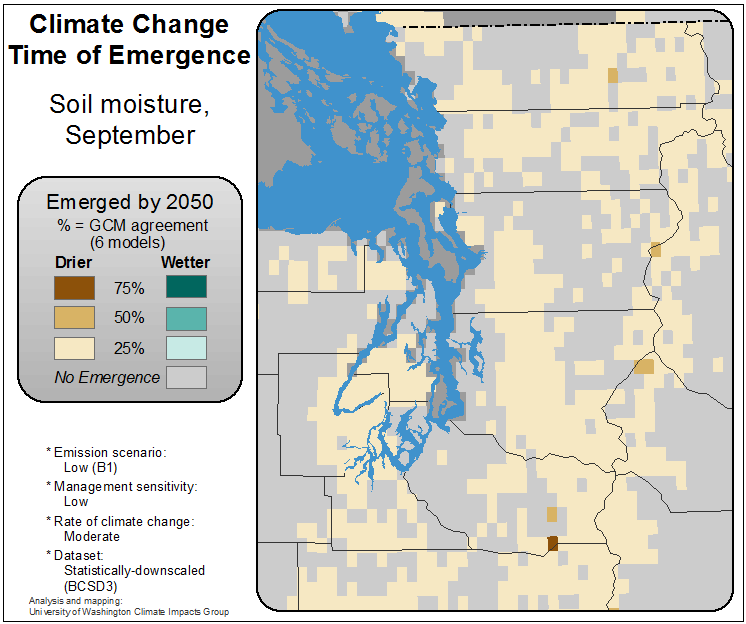 Climate Change
Time of Emergence
Soil moisture,
September
Emerged by 2050
% = GCM agreement
(6 models)
Drier Wetter
75%
50%
25%
No Emergence
* Emission scenario:
Low (B1)
* Management sensitivity:
Low
* Rate of climate change:
Moderate
* Dataset:
Statistically-downscaled
(BCSD3)
Analysis and mapping:
University of Washington Climate Impacts Group